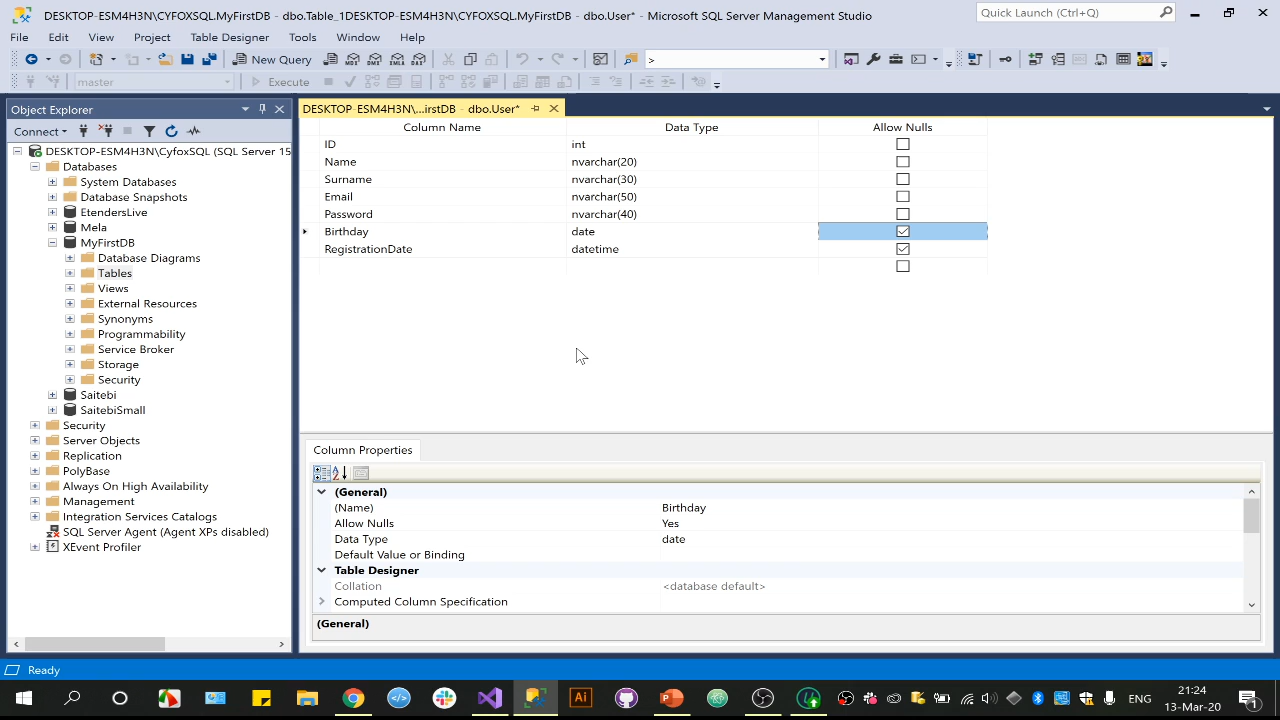 DESKTOP-ESM4H3N\CYFOXSQL.MyFirstDB - dbo.Table_1DESKTOP-ESM4H3N\CYFOXSQL.MyFirstDB - dbo.User* - Microsoft SQL Server Management Studio
Quick Launch (Ctrl+Q)
File Edit View Project Table Designer Tools Window Help
New Query
MDX DMX XMLA DAX
>
master
Execute
Object Explorer
DESKTOP-ESM4H3N\...irstDB - dbo.User*
Connect
Column Name Data Type Allow Nulls
ID int
Name nvarchar(20)
Surname nvarchar(30)
Email nvarchar(50)
Password nvarchar(40)
Birthday date
RegistrationDate datetime
DESKTOP-ESM4H3N\CyfoxSQL (SQL Server 15
Databases
System Databases
Database Snapshots
EtendersLive
Mela
MyFirstDB
Database Diagrams
Tables
Views
External Resources
Synonyms
Programmability
Service Broker
Storage
Security
Saitebi
SaitebiSmall
Security
Server Objects
Replication
PolyBase
Always On High Availability
Management
Integration Services Catalogs
SQL Server Agent (Agent XPs disabled)
XEvent Profiler
Column Properties
(General)
(Name) Birthday
Allow Nulls Yes
Data Type date
Default Value or Binding
Table Designer
Collation <database default>
Computed Column Specification
(General)
Ready
Ai
ENG
21:24
13-Mar-20
1